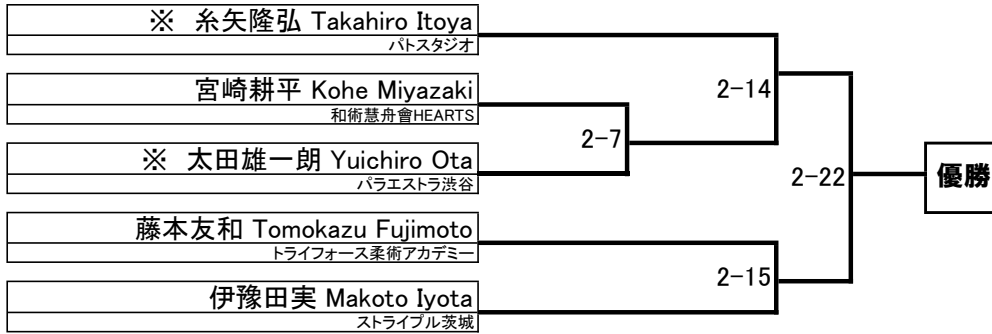 ※ 糸矢隆弘 Takahiro Itoya
パトスタジオ
宮崎耕平 Kohe Miyazaki
和術慧舟會HEARTS
※ 太田雄一朗 Yuichiro Ota
パラエストラ渋谷
藤本友和 Tomokazu Fujimoto
トライフォース柔術アカデミー
伊豫田実 Makoto Iyota
ストライプル茨城
2-14
2-7
2-22
2-15
優勝